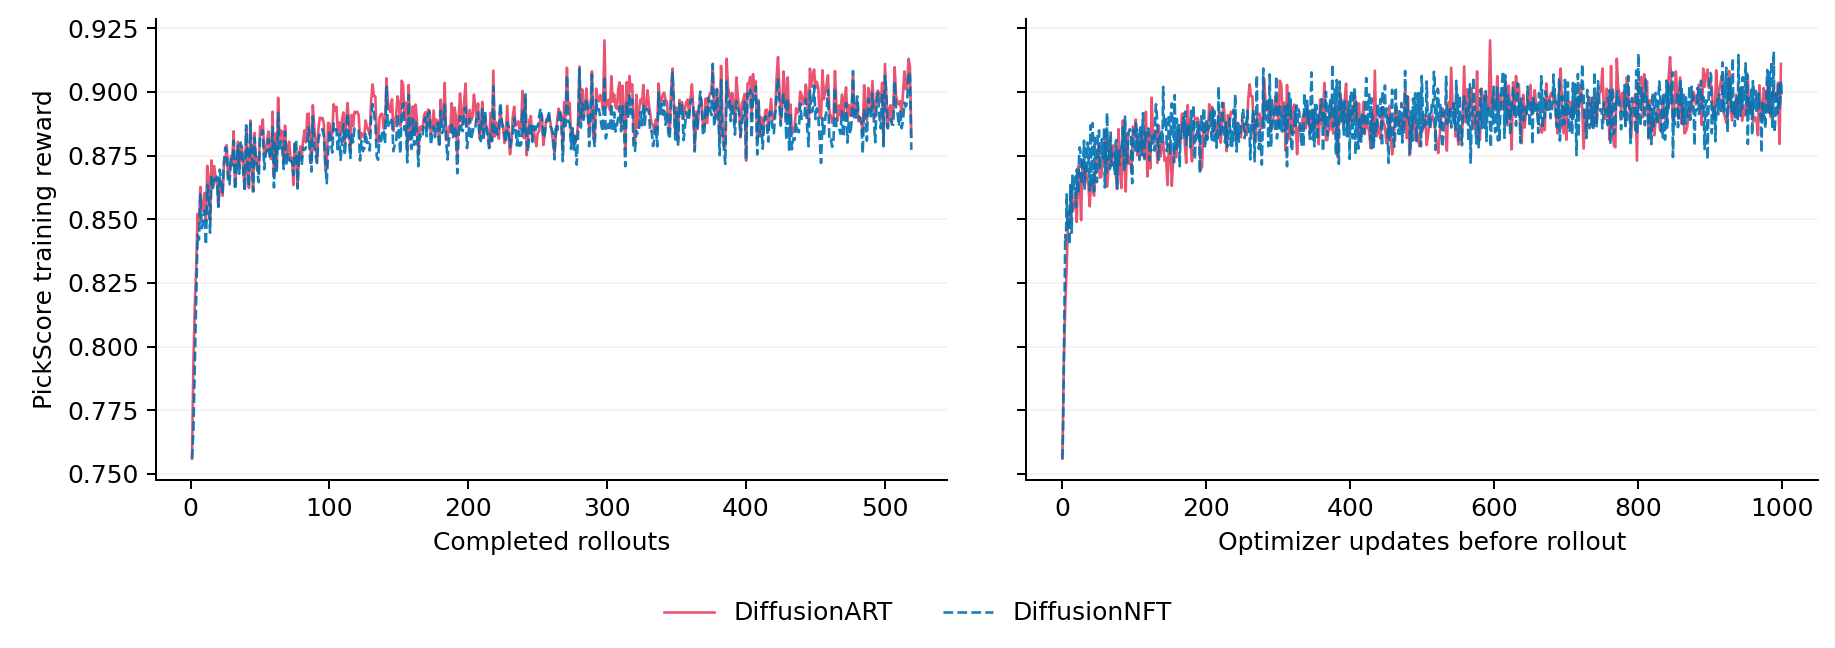 PickScore training reward
0.925
0.900
0.875
0.850
0.825
0.800
0.775
0.750
0 100 200 300 400 500
Completed rollouts
0 200 400 600 800 1000
Optimizer updates before rollout
DiffusionART DiffusionNFT